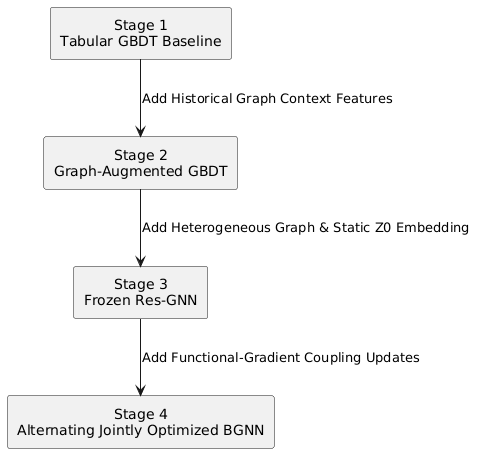 Stage 1
Tabular GBDT Baseline
Add Historical Graph Context Features
Stage 2
Graph-Augmented GBDT
Add Heterogeneous Graph & Static Z0 Embedding
Stage 3
Frozen Res-GNN
Add Functional-Gradient Coupling Updates
Stage 4
Alternating Jointly Optimized BGNN